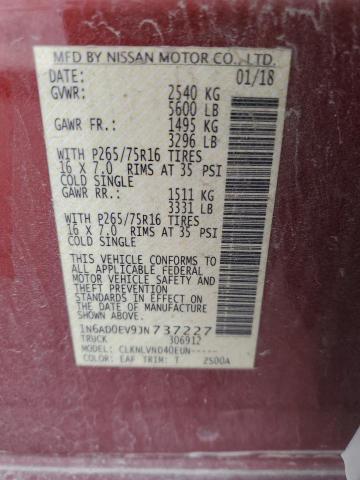 MFD BY NISSAN MOTOR CO., LTD.
DATE: 01/18
GVWR: 2540 KG
5600 LB
GAWR FR.: 1495 KG
3296 LB
WITH P265/75R16 TIRES
16 X 7.0 RIMS AT 35 PSI
COLD SINGLE
GAWR RR.: 1511 KG
3331 LB
WITH P265/75R16 TIRES
16 X 7.0 RIMS AT 35 PSI
COLD SINGLE
THIS VEHICLE CONFORMS TO
ALL APPLICABLE FEDERAL
MOTOR VEHICLE SAFETY
AND THEFT PREVENTION
STANDARDS IN EFFECT
ON THE DATE OF
MANUFACTURE SHOWN ABOVE.
1N6AD0EV9JN737227
TRUCK 306912
MODEL: CLKNLVND40EUN-----
COLOR: EAF TRIM: T 2S00A